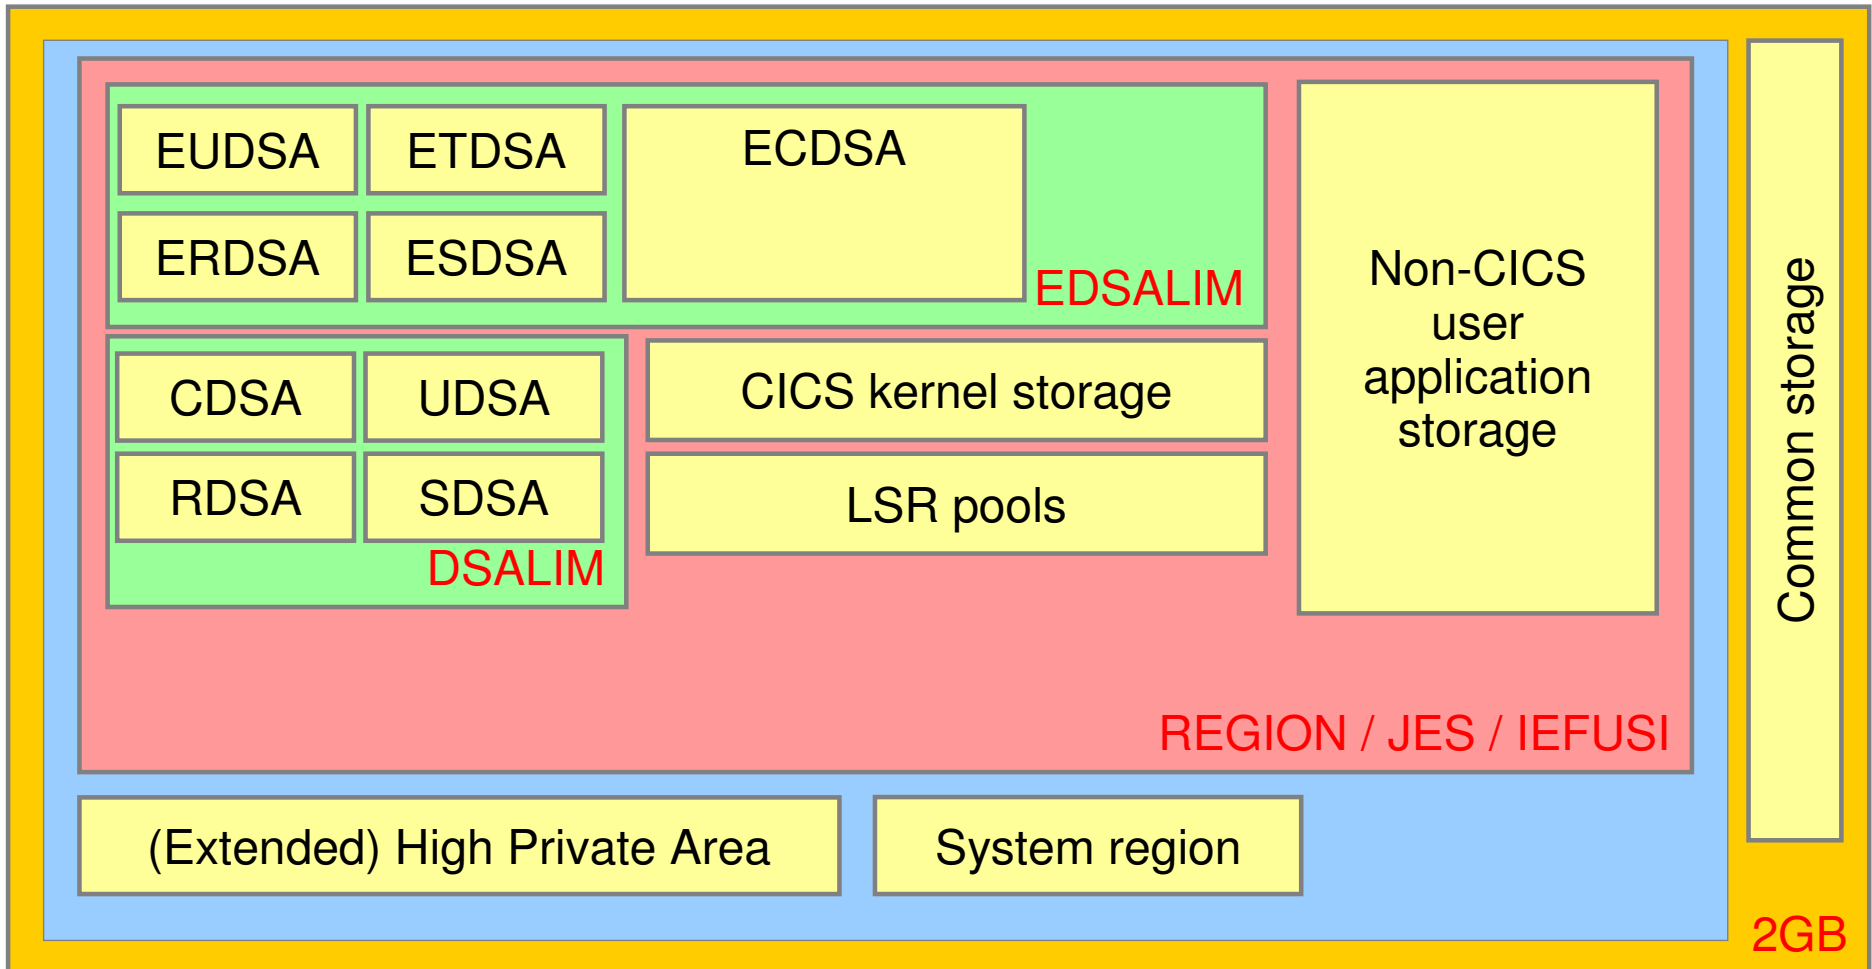 EUDSA
ETDSA
ECDSA
ERDSA
ESDSA
EDSALIM
CDSA
UDSA
RDSA
SDSA
DSALIM
CICS kernel storage
LSR pools
Non-CICS
user
application
storage
REGION / JES / IEFUSI
(Extended) High Private Area
System region
Common storage
2GB